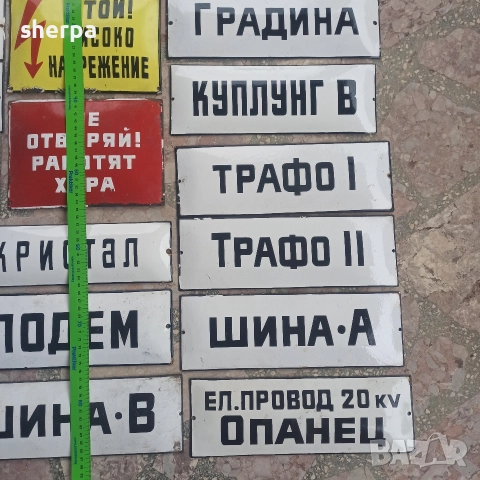 sherpa
ТОЙ!
ИСОКО
НАПРЕЖЕНИЕ
Е
ОТВАРЯЙ!
РАБОТЯТ
ХОРА
КРИСТАЛ
ПОДЕМ
ШИНА·В
ГРАДИНА
КУПЛУНГ В
ТРАФО I
ТРАФО II
ШИНА·А
ЕЛ.ПРОВОД 20 KV
ОПАНЕЦ
BAZAR